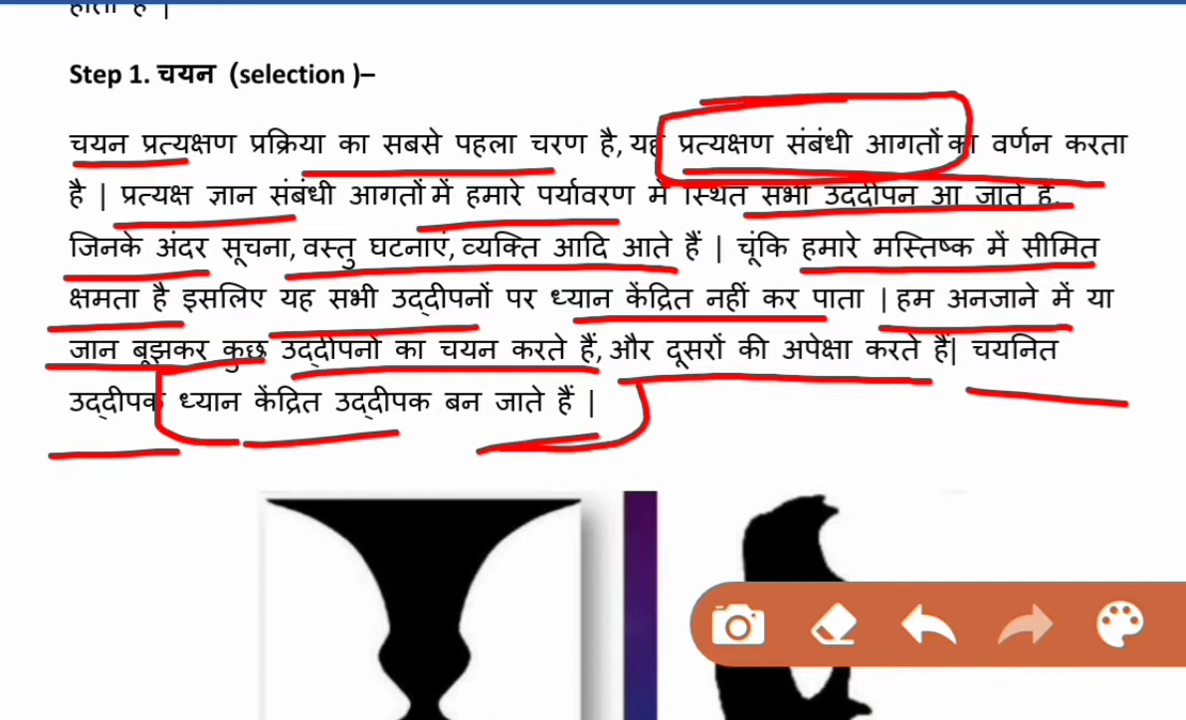 होता है |
Step 1. चयन (selection )–
चयन प्रत्यक्षण प्रक्रिया का सबसे पहला चरण है, यह प्रत्यक्षण संबंधी आगतों का वर्णन करता
है | प्रत्यक्ष ज्ञान संबंधी आगतों में हमारे पर्यावरण में स्थित सभी उद्दीपन आ जाते हैं.
जिनके अंदर सूचना, वस्तु घटनाएं, व्यक्ति आदि आते हैं | चूंकि हमारे मस्तिष्क में सीमित
क्षमता है इसलिए यह सभी उद्दीपनों पर ध्यान केंद्रित नहीं कर पाता | हम अनजाने में या
जान बूझकर कुछ उद्दीपनों का चयन करते हैं, और दूसरों की अपेक्षा करते हैं| चयनित
उद्दीपक ध्यान केंद्रित उद्दीपक बन जाते हैं |